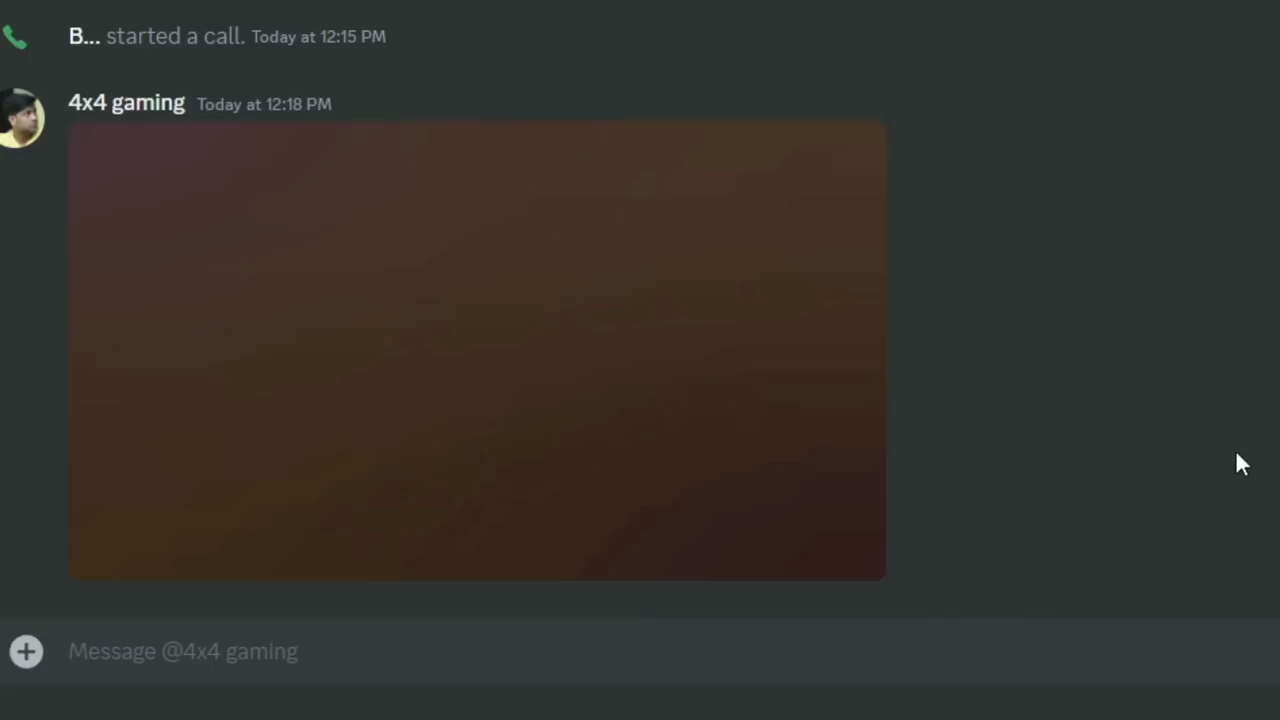 B... started a call. Today at 12:15 PM
4x4 gaming Today at 12:18 PM
Message @4x4 gaming